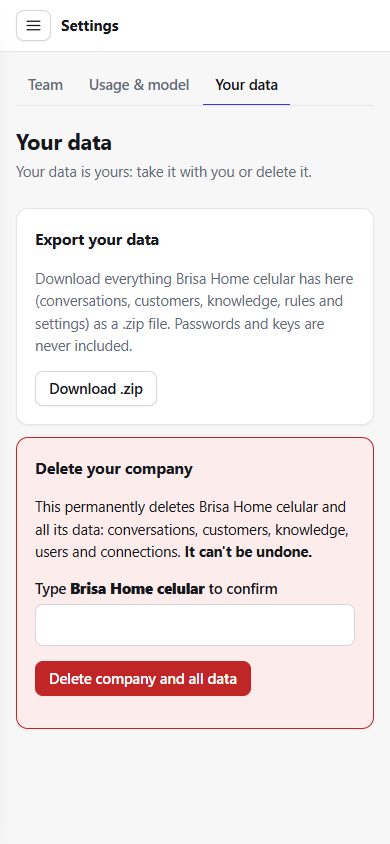 Settings
Team Usage & model Your data
Your data
Your data is yours: take it with you or delete it.
Export your data
Download everything Brisa Home celular has here
(conversations, customers, knowledge, rules and
settings) as a .zip file. Passwords and keys are
never included.
Download .zip
Delete your company
This permanently deletes Brisa Home celular and
all its data: conversations, customers, knowledge,
users and connections. It can't be undone.
Type Brisa Home celular to confirm
Delete company and all data